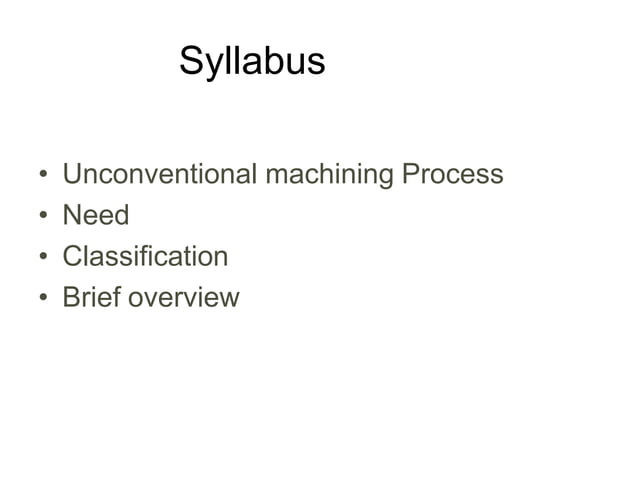 Syllabus
• Unconventional machining Process
• Need
• Classification
• Brief overview